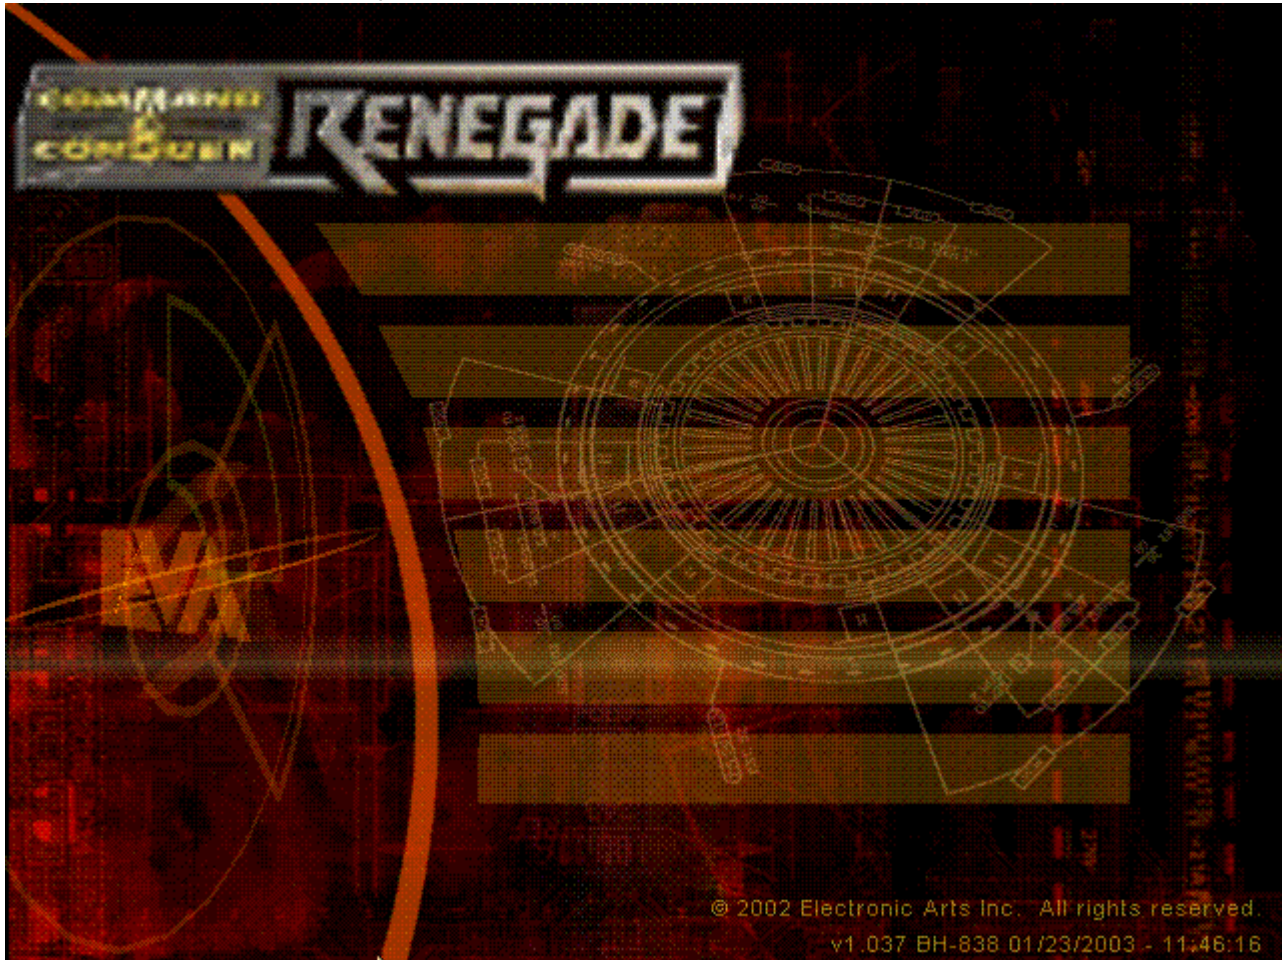 COMMAND
&
CONQUER
RENEGADE
EVA
© 2002 Electronic Arts Inc. All rights reserved.
v1.037 BH-838 01/23/2003 - 11:46:16